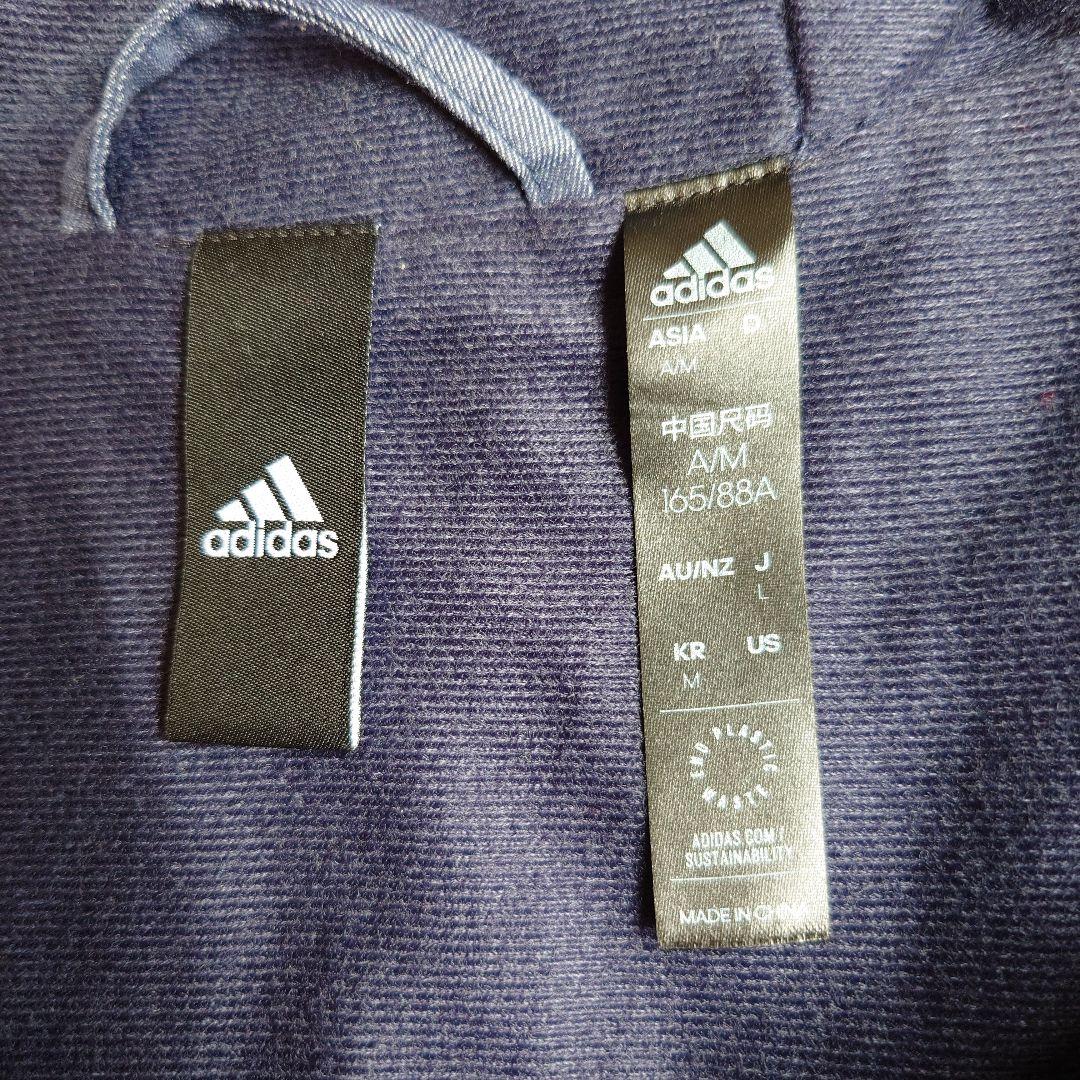 adidas
adidas
ASIA D
A/M
中国尺码
A/M
165/88A
AU/NZ J
L
KR US
M
END PLASTIC WASTE
ADIDAS.COM/
SUSTAINABILITY
MADE IN CHINA